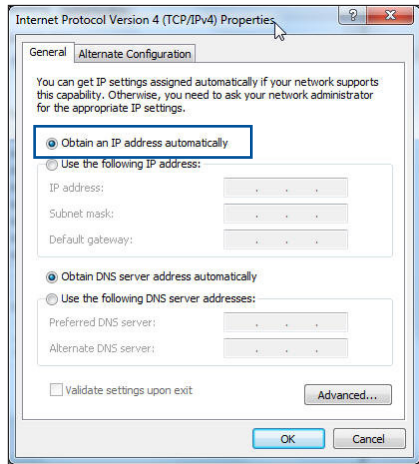 Internet Protocol Version 4 (TCP/IPv4) Properties
General
Alternate Configuration
You can get IP settings assigned automatically if your network supports
this capability. Otherwise, you need to ask your network administrator
for the appropriate IP settings.
Obtain an IP address automatically
Use the following IP address:
IP address:
Subnet mask:
Default gateway:
Obtain DNS server address automatically
Use the following DNS server addresses:
Preferred DNS server:
Alternate DNS server:
Validate settings upon exit
Advanced...
OK
Cancel